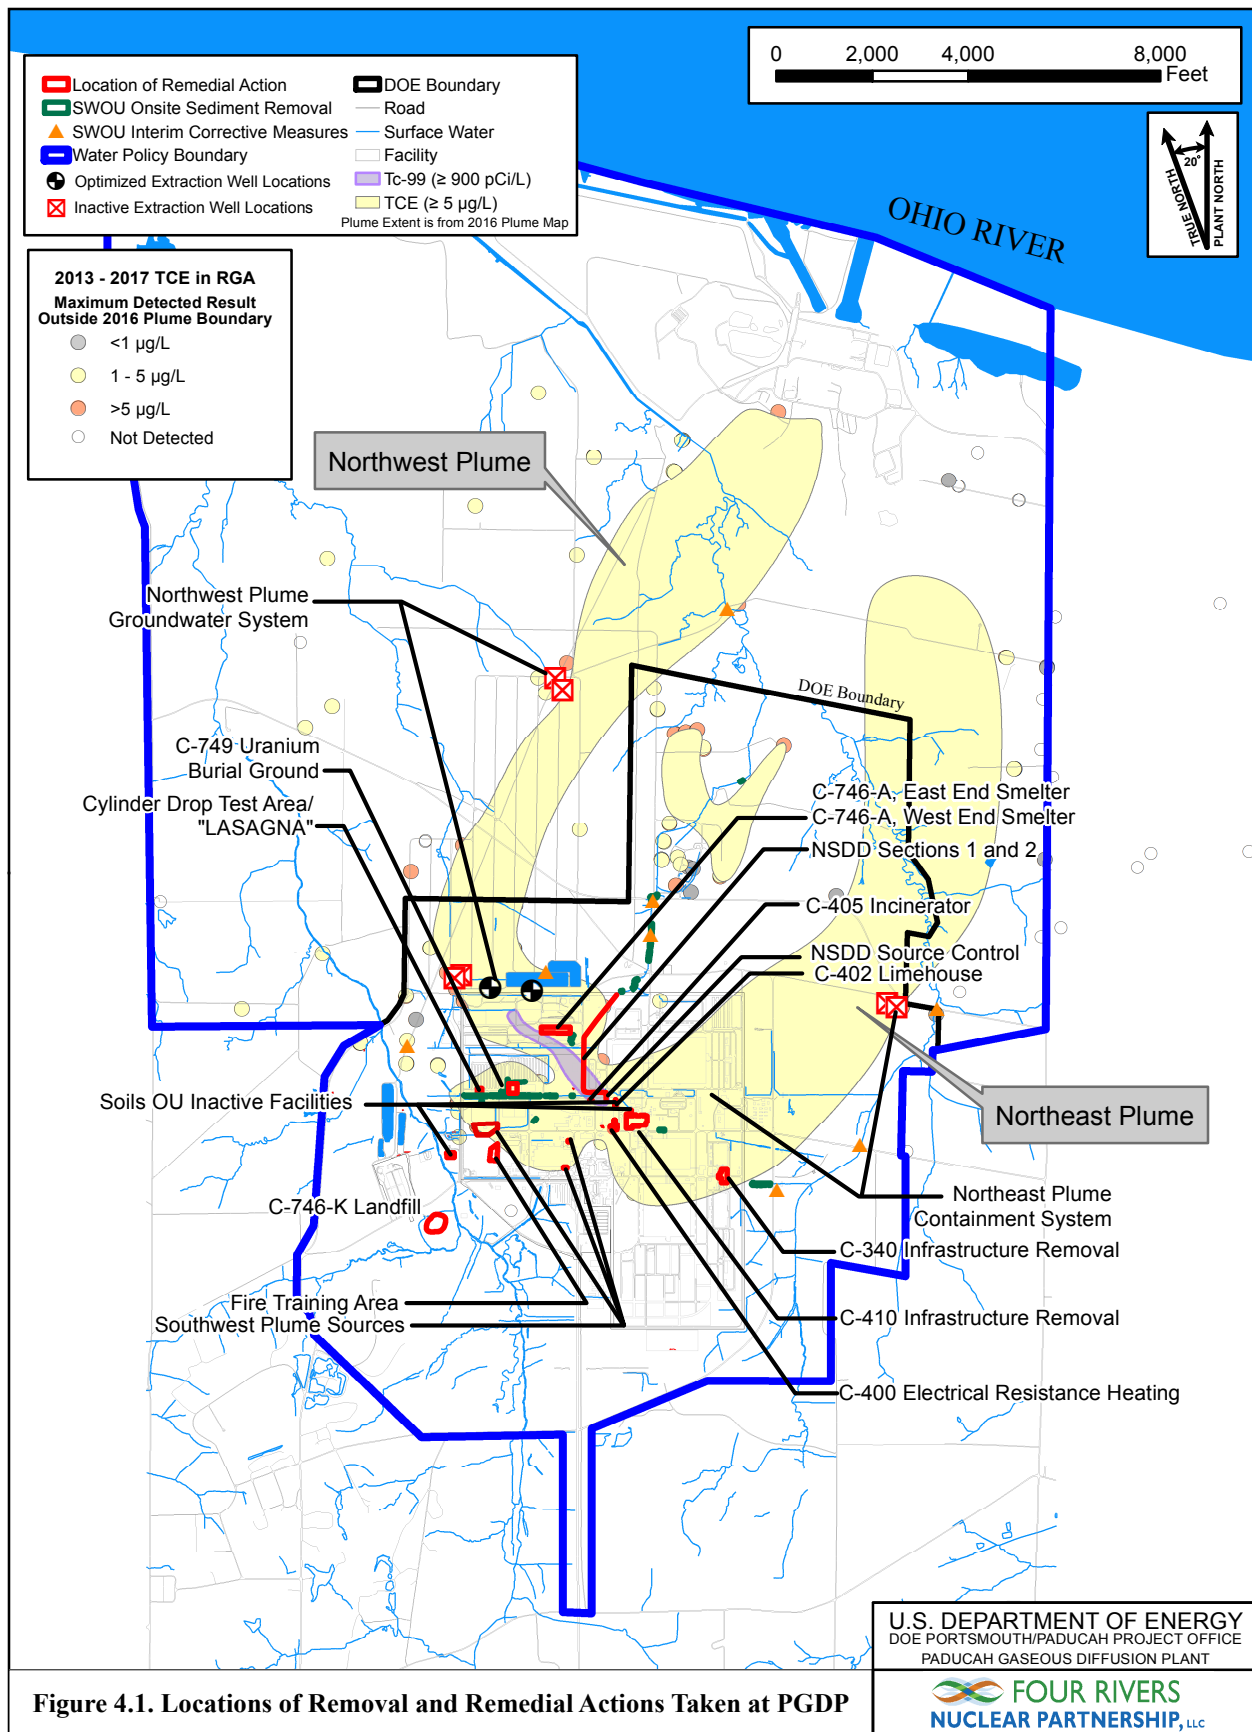 0 2,000 4,000 8,000
Feet
Location of Remedial Action
SWOU Onsite Sediment Removal
SWOU Interim Corrective Measures
Water Policy Boundary
Optimized Extraction Well Locations
Inactive Extraction Well Locations
DOE Boundary
Road
Surface Water
Facility
Tc-99 (≥ 900 pCi/L)
TCE (≥ 5 µg/L)
Plume Extent is from 2016 Plume Map
TRUE NORTH
20°
PLANT NORTH
OHIO RIVER
2013 - 2017 TCE in RGA
Maximum Detected Result
Outside 2016 Plume Boundary
<1 µg/L
1 - 5 µg/L
>5 µg/L
Not Detected
Northwest Plume
Northwest Plume
Groundwater System
DOE Boundary
C-749 Uranium
Burial Ground
Cylinder Drop Test Area/
"LASAGNA"
C-746-A, East End Smelter
C-746-A, West End Smelter
NSDD Sections 1 and 2
C-405 Incinerator
NSDD Source Control
C-402 Limehouse
Soils OU Inactive Facilities
Northeast Plume
C-746-K Landfill
Northeast Plume
Containment System
C-340 Infrastructure Removal
Fire Training Area
Southwest Plume Sources
C-410 Infrastructure Removal
C-400 Electrical Resistance Heating
U.S. DEPARTMENT OF ENERGY
DOE PORTSMOUTH/PADUCAH PROJECT OFFICE
PADUCAH GASEOUS DIFFUSION PLANT
Figure 4.1. Locations of Removal and Remedial Actions Taken at PGDP
FOUR RIVERS
NUCLEAR PARTNERSHIP, LLC